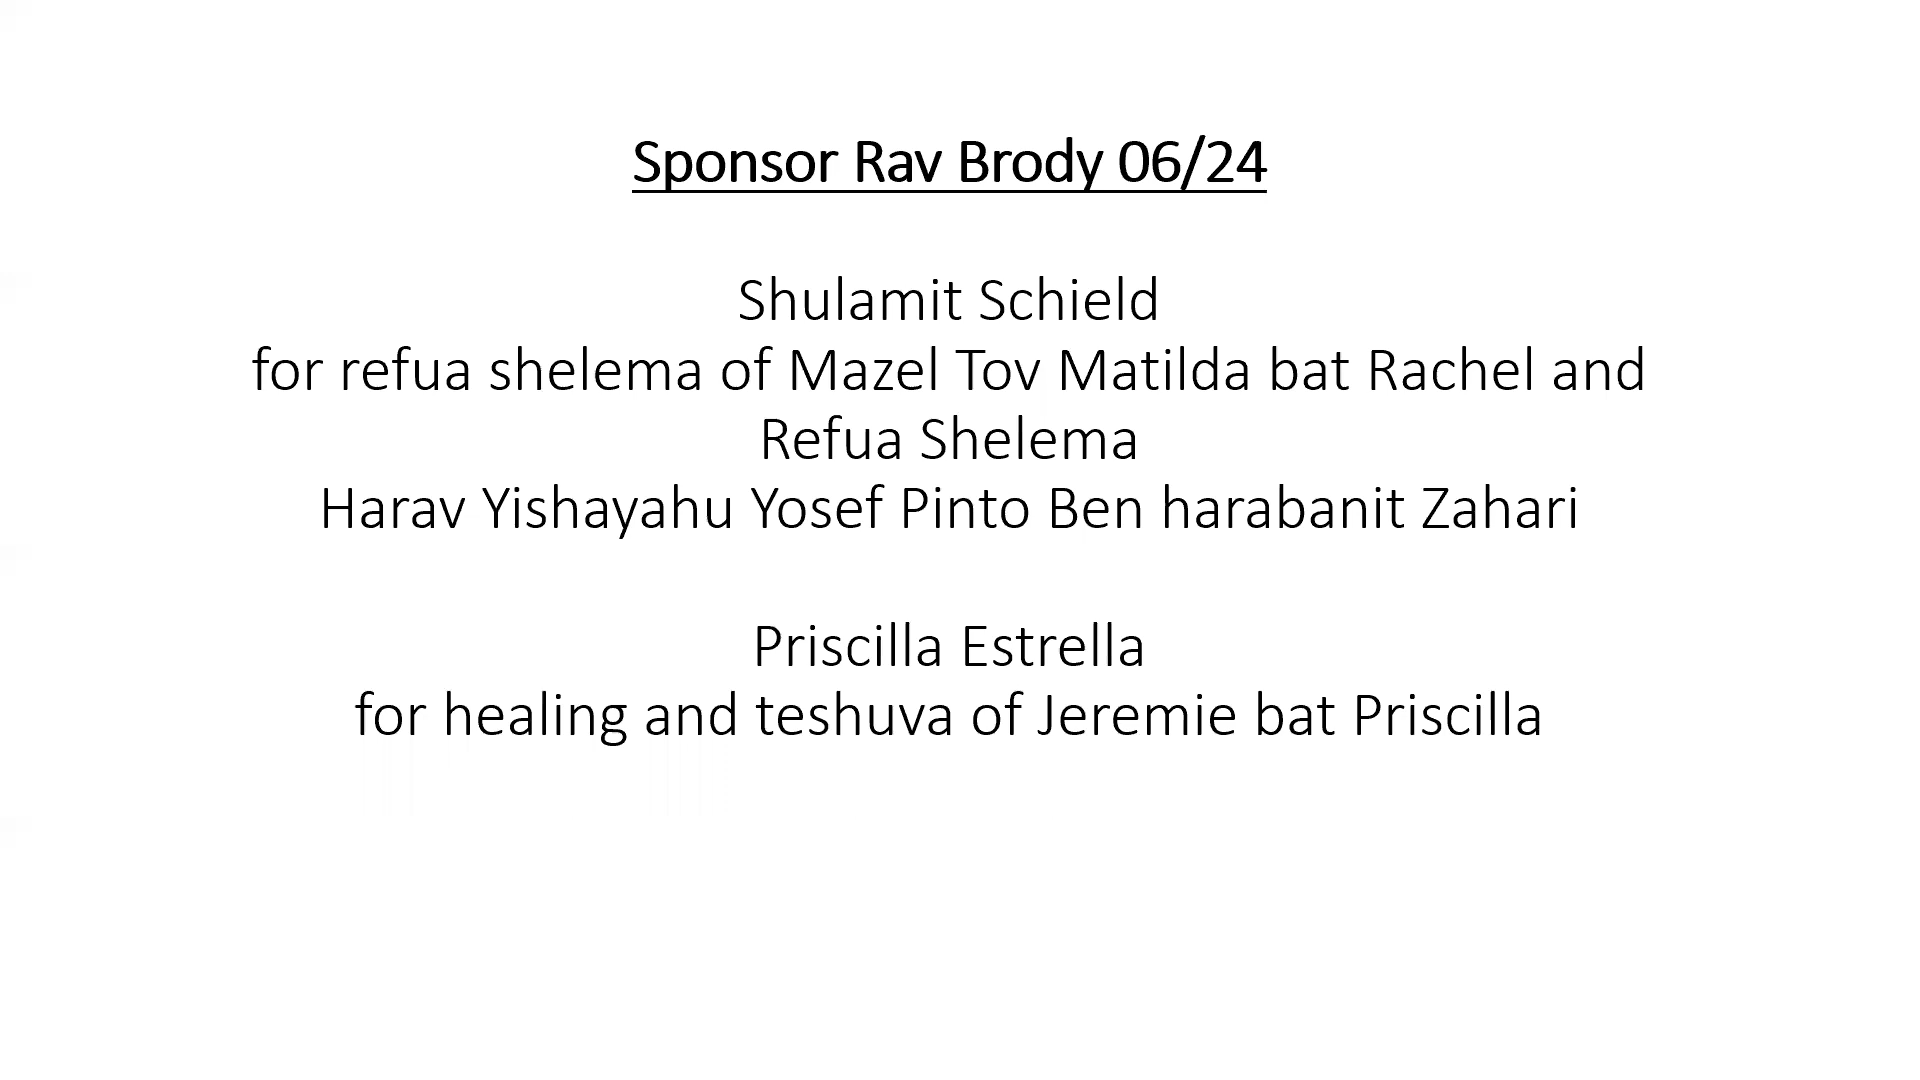 Sponsor Rav Brody 06/24
Shulamit Schield
for refua shelema of Mazel Tov Matilda bat Rachel and
Refua Shelema
Harav Yishayahu Yosef Pinto Ben harabanit Zahari
Priscilla Estrella
for healing and teshuva of Jeremie bat Priscilla